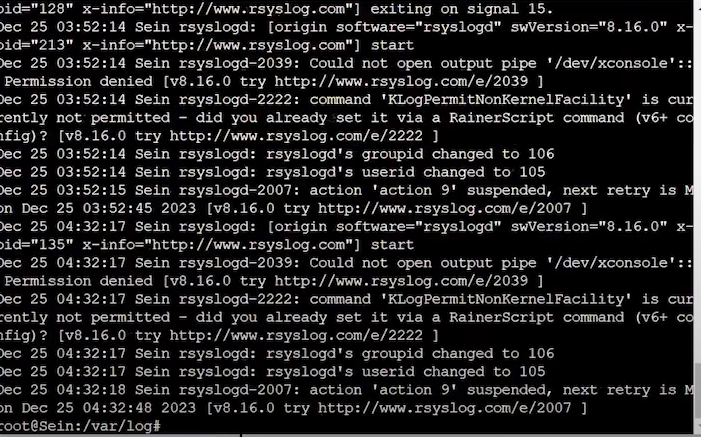 pid="128" x-info="http://www.rsyslog.com"] exiting on signal 15.
Dec 25 03:52:14 Sein rsyslogd: [origin software="rsyslogd" swVersion="8.16.0" x-
pid="213" x-info="http://www.rsyslog.com"] start
Dec 25 03:52:14 Sein rsyslogd-2039: Could not open output pipe '/dev/xconsole'::
 Permission denied [v8.16.0 try http://www.rsyslog.com/e/2039 ]
Dec 25 03:52:14 Sein rsyslogd-2222: command 'KLogPermitNonKernelFacility' is cur
rently not permitted - did you already set it via a RainerScript command (v6+ co
nfig)? [v8.16.0 try http://www.rsyslog.com/e/2222 ]
Dec 25 03:52:14 Sein rsyslogd: rsyslogd's groupid changed to 106
Dec 25 03:52:14 Sein rsyslogd: rsyslogd's userid changed to 105
Dec 25 03:52:15 Sein rsyslogd-2007: action 'action 9' suspended, next retry is M
on Dec 25 03:52:45 2023 [v8.16.0 try http://www.rsyslog.com/e/2007 ]
Dec 25 04:32:17 Sein rsyslogd: [origin software="rsyslogd" swVersion="8.16.0" x-
pid="135" x-info="http://www.rsyslog.com"] start
Dec 25 04:32:17 Sein rsyslogd-2039: Could not open output pipe '/dev/xconsole'::
 Permission denied [v8.16.0 try http://www.rsyslog.com/e/2039 ]
Dec 25 04:32:17 Sein rsyslogd-2222: command 'KLogPermitNonKernelFacility' is cur
rently not permitted - did you already set it via a RainerScript command (v6+ co
nfig)? [v8.16.0 try http://www.rsyslog.com/e/2222 ]
Dec 25 04:32:17 Sein rsyslogd: rsyslogd's groupid changed to 106
Dec 25 04:32:17 Sein rsyslogd: rsyslogd's userid changed to 105
Dec 25 04:32:18 Sein rsyslogd-2007: action 'action 9' suspended, next retry is M
on Dec 25 04:32:48 2023 [v8.16.0 try http://www.rsyslog.com/e/2007 ]
root@Sein:/var/log#